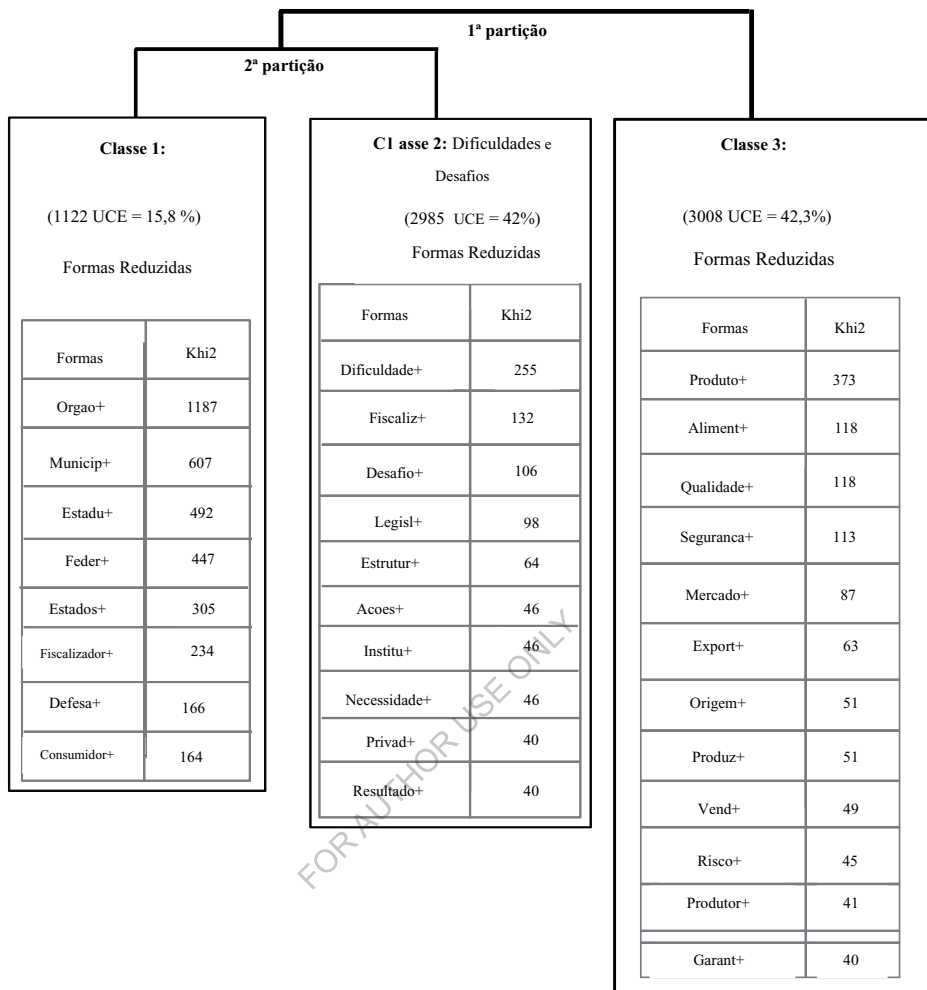 1ª partição
2ª partição
Classe 1:
(1122 UCE = 15,8 %)
Formas Reduzidas
Formas Khi2
Orgao+ 1187
Municip+ 607
Estadu+ 492
Feder+ 447
Estados+ 305
Fiscalizador+ 234
Defesa+ 166
Consumidor+ 164
C1 asse 2: Dificuldades e
Desafios
(2985 UCE = 42%)
Formas Reduzidas
Formas Khi2
Dificuldade+ 255
Fiscaliz+ 132
Desafio+ 106
Legisl+ 98
Estrutur+ 64
Acoes+ 46
Institu+ 46
Necessidade+ 46
Privad+ 40
Resultado+ 40
Classe 3:
(3008 UCE = 42,3%)
Formas Reduzidas
Formas Khi2
Produto+ 373
Aliment+ 118
Qualidade+ 118
Seguranca+ 113
Mercado+ 87
Export+ 63
Origem+ 51
Produz+ 51
Vend+ 49
Risco+ 45
Produtor+ 41
Garant+ 40
FOR AUTHOR USE ONLY